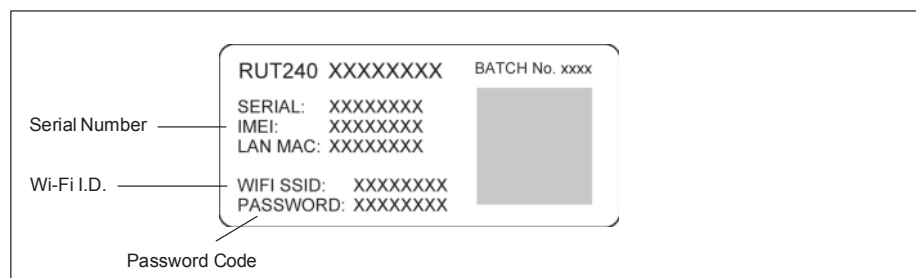 RUT240 XXXXXXXX
BATCH No. xxxx
SERIAL: XXXXXXXX
Serial Number
IMEI: XXXXXXXX
LAN MAC: XXXXXXXX
Wi-Fi I.D.
WIFI SSID: XXXXXXXX
PASSWORD: XXXXXXXX
Password Code